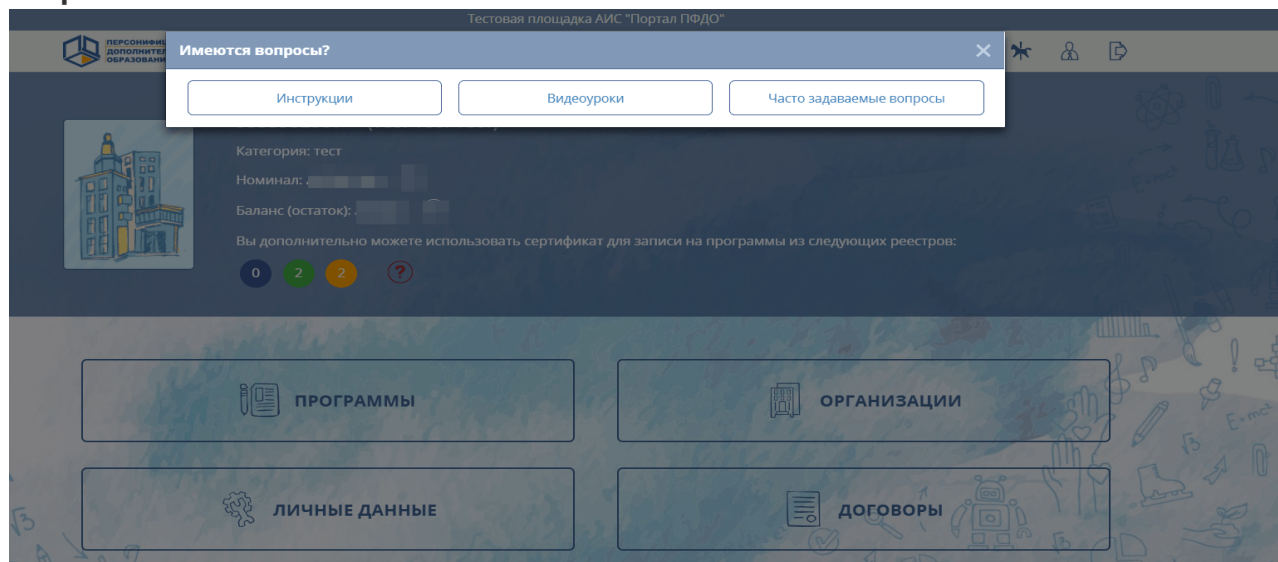 Тестовая площадка АИС "Портал ПФДО"
Имеются вопросы?
Инструкции
Видеоуроки
Часто задаваемые вопросы
Категория: тест
Номинал:
Баланс (остаток):
Вы дополнительно можете использовать сертификат для записи на программы из следующих реестров:
0 2 2 ?
ПРОГРАММЫ
ОРГАНИЗАЦИИ
ЛИЧНЫЕ ДАННЫЕ
ДОГОВОРЫ